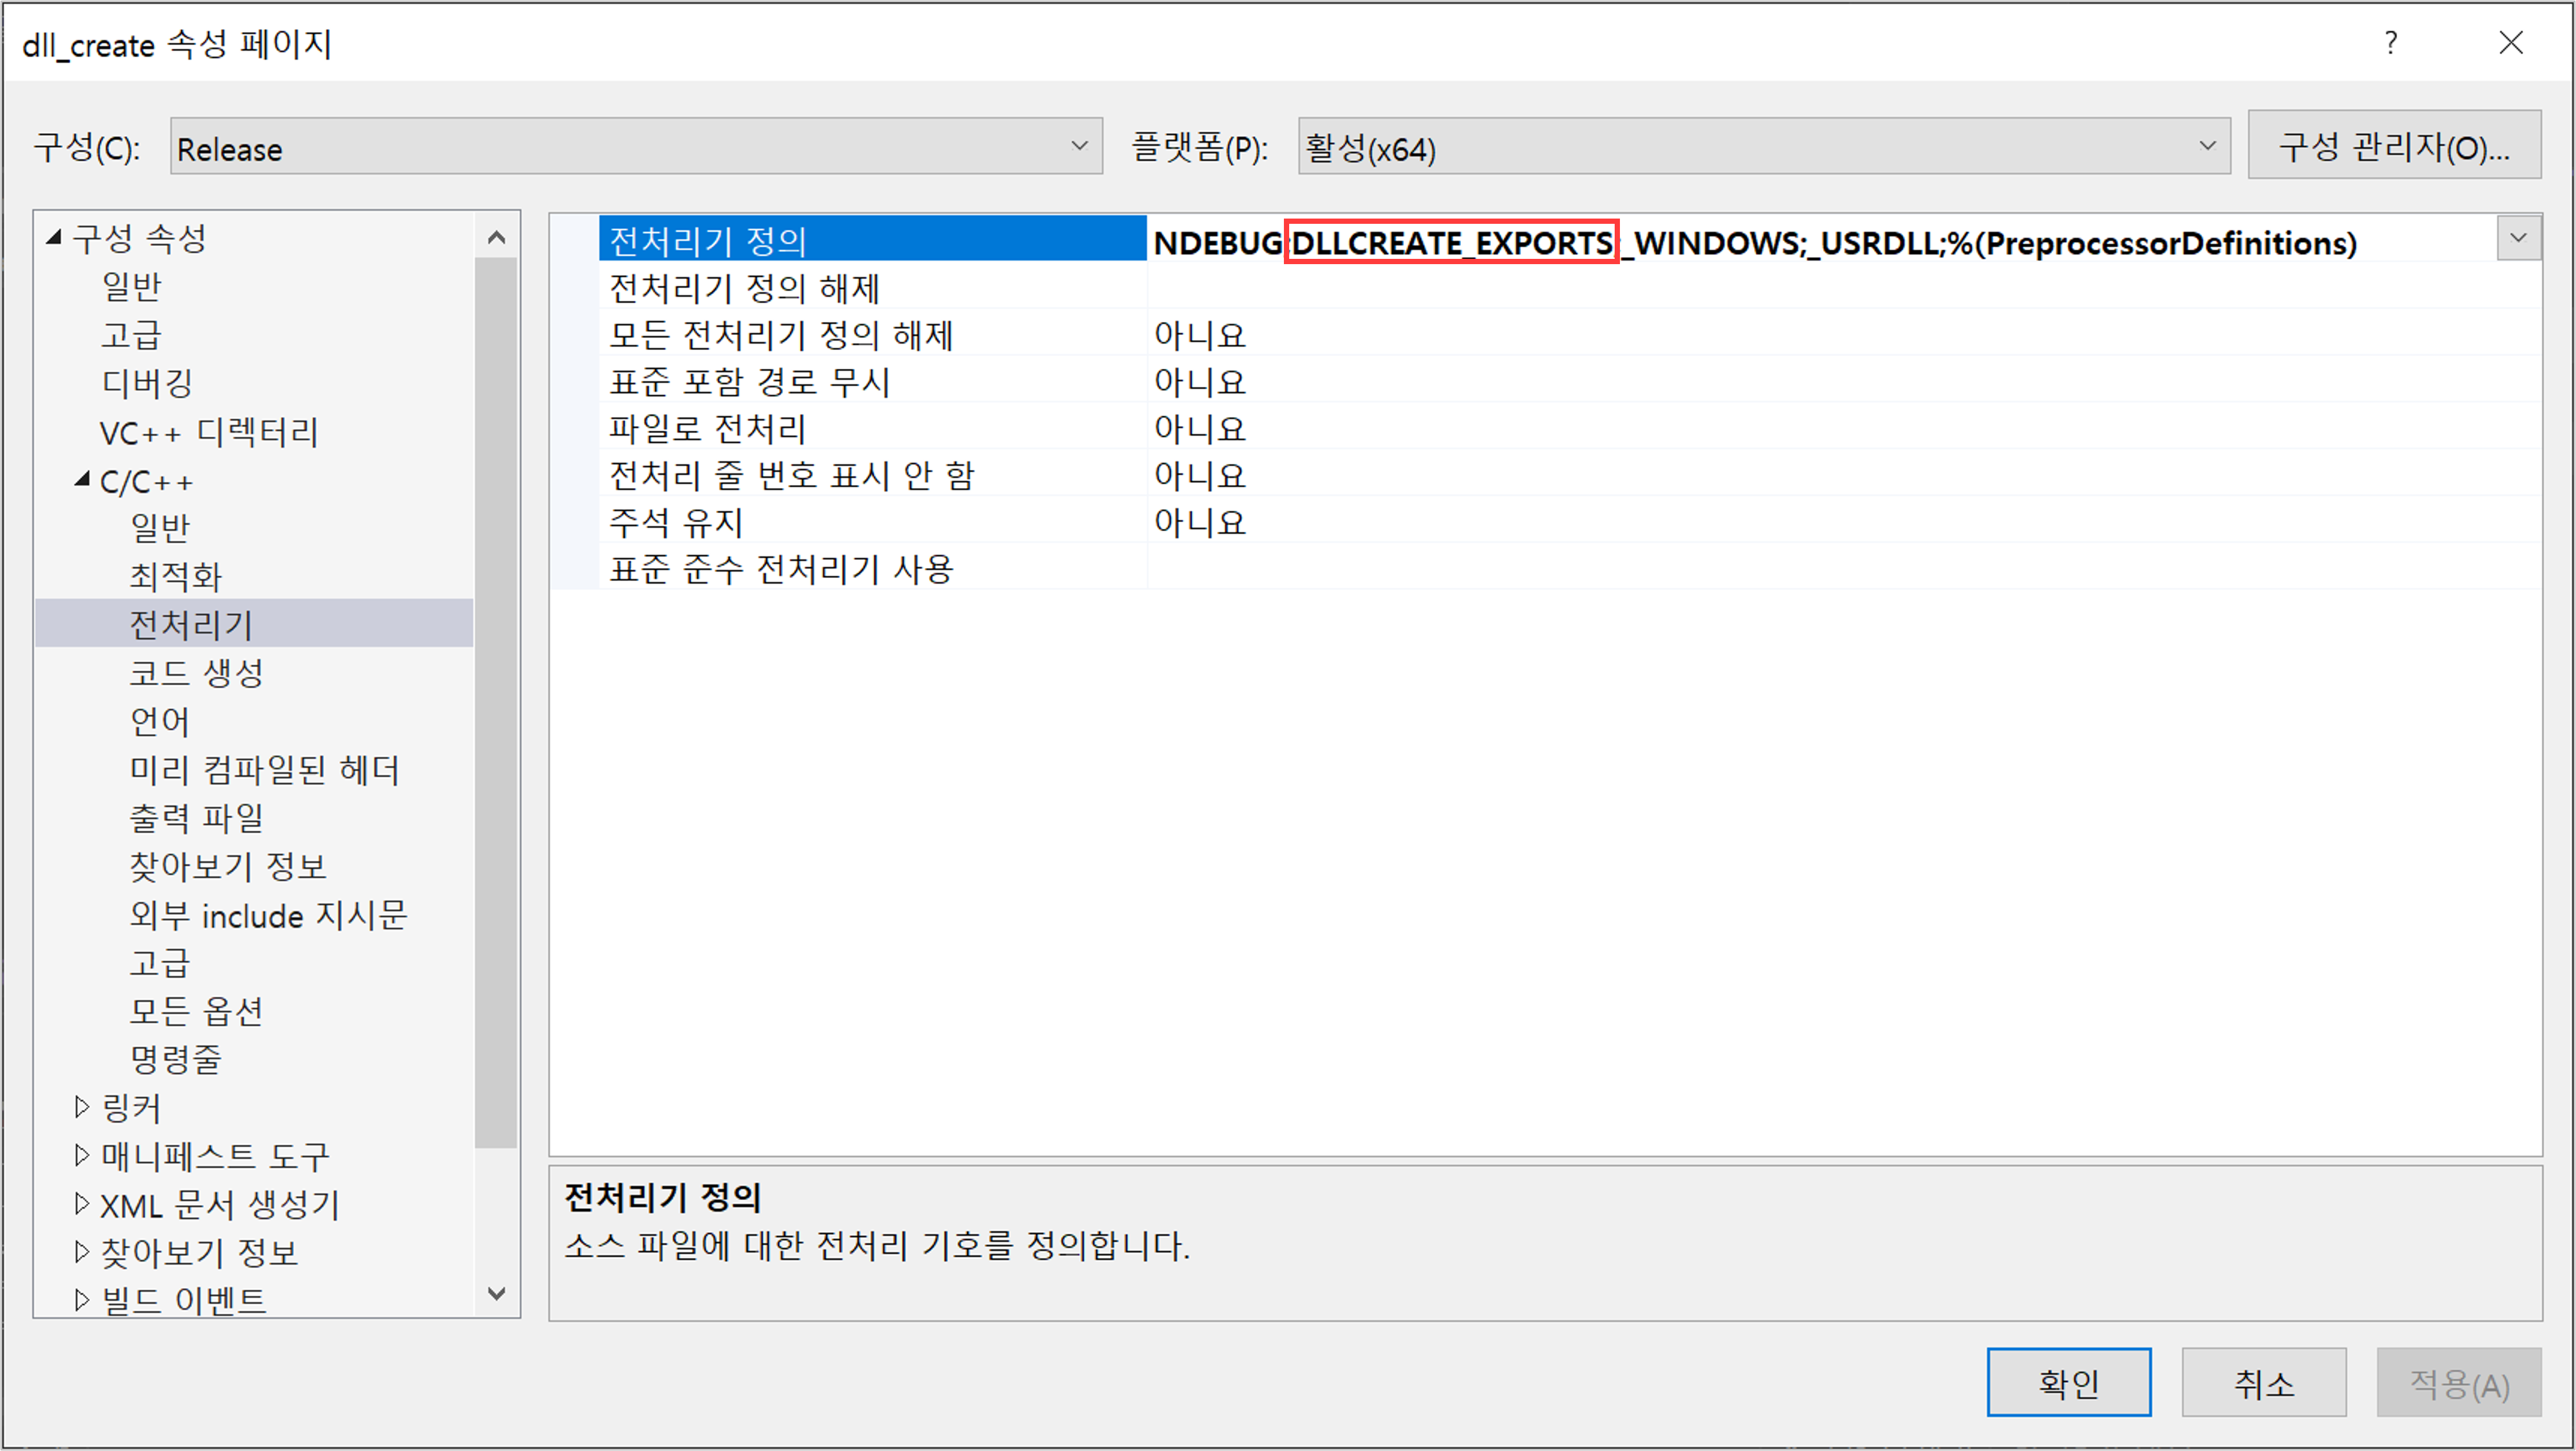 dll_create 속성 페이지
?
구성(C): Release 플랫폼(P): 활성(x64) 구성 관리자(O)...
구성 속성
일반
고급
디버깅
VC++ 디렉터리
C/C++
일반
최적화
전처리기
코드 생성
언어
미리 컴파일된 헤더
출력 파일
찾아보기 정보
외부 include 지시문
고급
모든 옵션
명령줄
링커
매니페스트 도구
XML 문서 생성기
찾아보기 정보
빌드 이벤트
전처리기 정의 NDEBUG;DLLCREATE_EXPORTS;_WINDOWS;_USRDLL;%(PreprocessorDefinitions)
전처리기 정의 해제
모든 전처리기 정의 해제 아니요
표준 포함 경로 무시 아니요
파일로 전처리 아니요
전처리 줄 번호 표시 안 함 아니요
주석 유지 아니요
표준 준수 전처리기 사용
전처리기 정의
소스 파일에 대한 전처리 기호를 정의합니다.
확인 취소 적용(A)